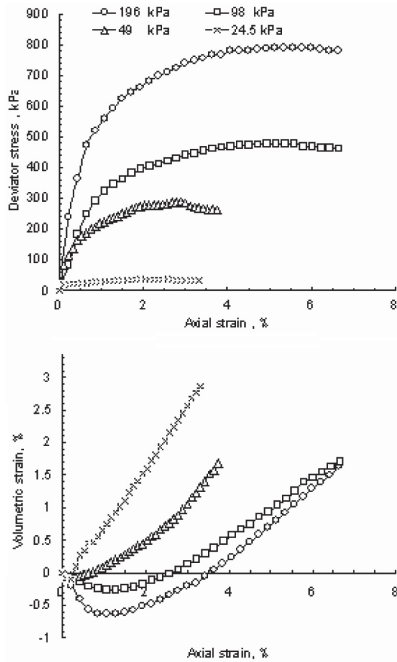 196 kPa 98 kPa
49 kPa 24.5 kPa
Deviator stress , kPa
900
800
700
600
500
400
300
200
100
0
0 2 4 6 8
Axial strain , %
Volumetric strain, %
3
2.5
2
1.5
1
0.5
0
-0.5
-1
0 2 4 6 8
Axial strain, %